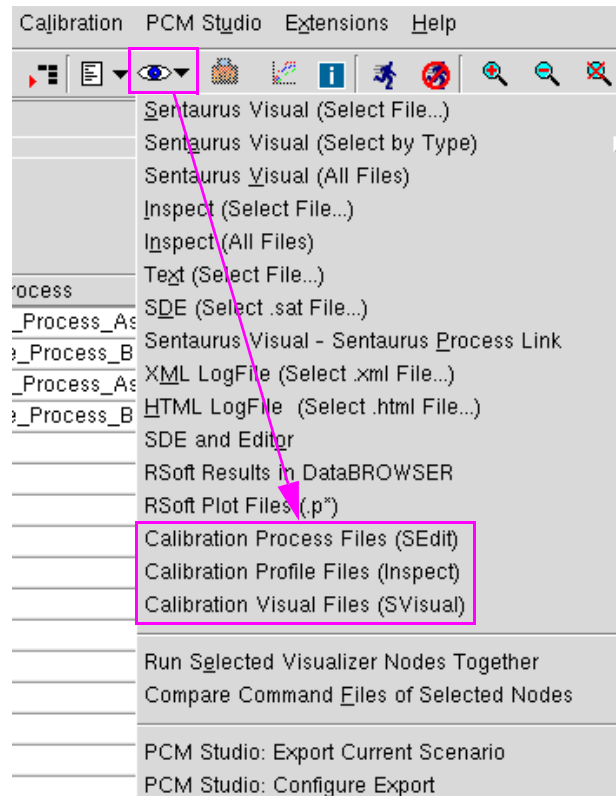 Calibration PCM Studio Extensions Help
Sentaurus Visual (Select File...)
Sentaurus Visual (Select by Type)
Sentaurus Visual (All Files)
Inspect (Select File...)
Inspect (All Files)
Text (Select File...)
SDE (Select .sat File...)
Sentaurus Visual - Sentaurus Process Link
XML LogFile (Select .xml File...)
HTML LogFile (Select .html File...)
SDE and Editor
RSoft Results in DataBROWSER
RSoft Plot Files (.p*)
Calibration Process Files (SEdit)
Calibration Profile Files (Inspect)
Calibration Visual Files (SVisual)
Run Selected Visualizer Nodes Together
Compare Command Files of Selected Nodes
PCM Studio: Export Current Scenario
PCM Studio: Configure Export
rocess
_Process_As
e_Process_B
_Process_As
e_Process_B